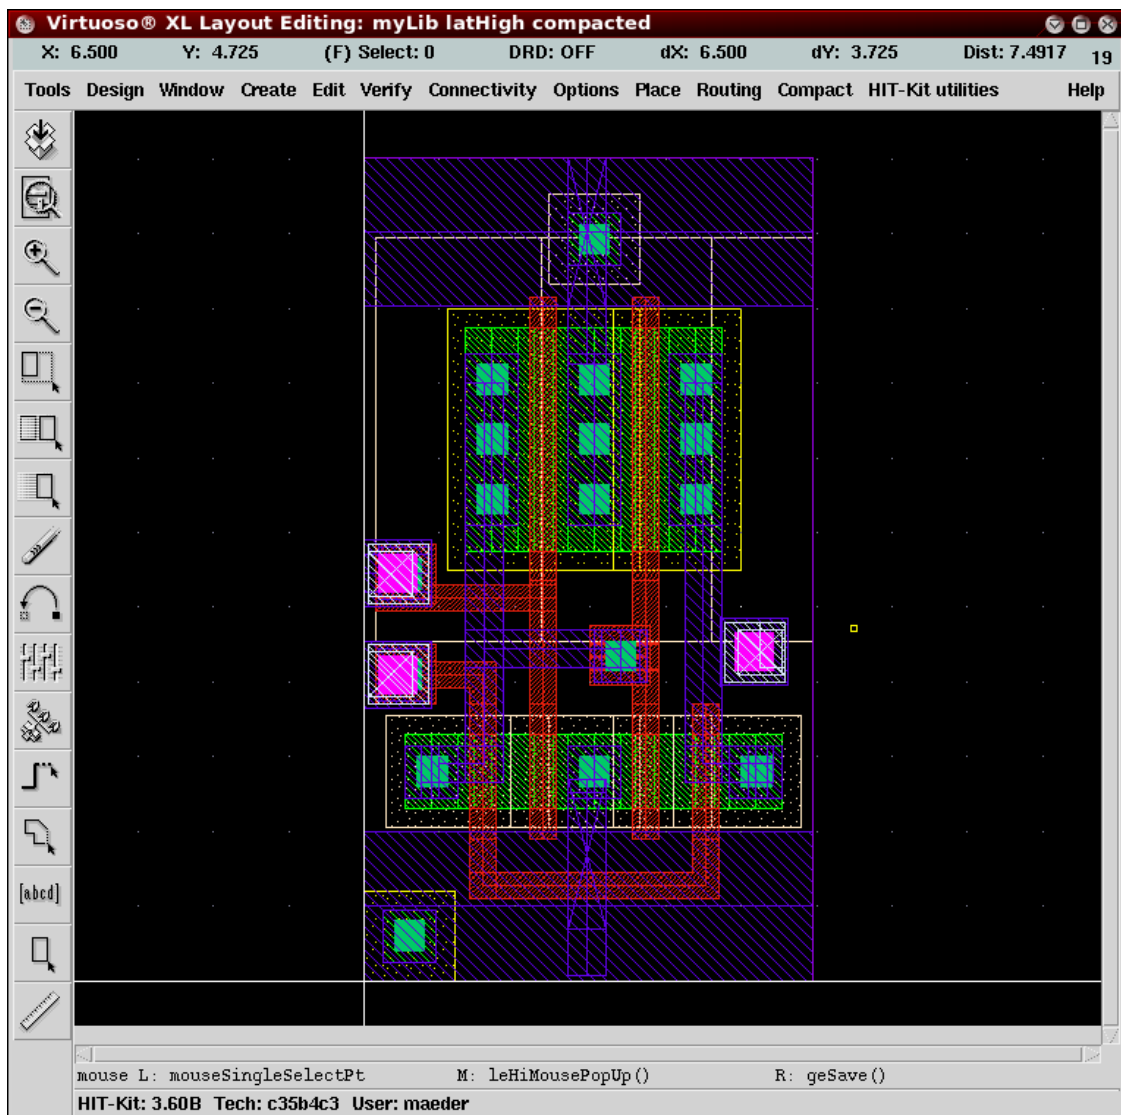 Virtuoso® XL Layout Editing: myLib latHigh compacted
X: 6.500 Y: 4.725 (F) Select: 0 DRD: OFF dX: 6.500 dY: 3.725 Dist: 7.4917 19
Tools Design Window Create Edit Verify Connectivity Options Place Routing Compact HIT-Kit utilities Help
[abcd]
mouse L: mouseSingleSelectPt M: leHiMousePopUp() R: geSave()
HIT-Kit: 3.60B Tech: c35b4c3 User: maeder